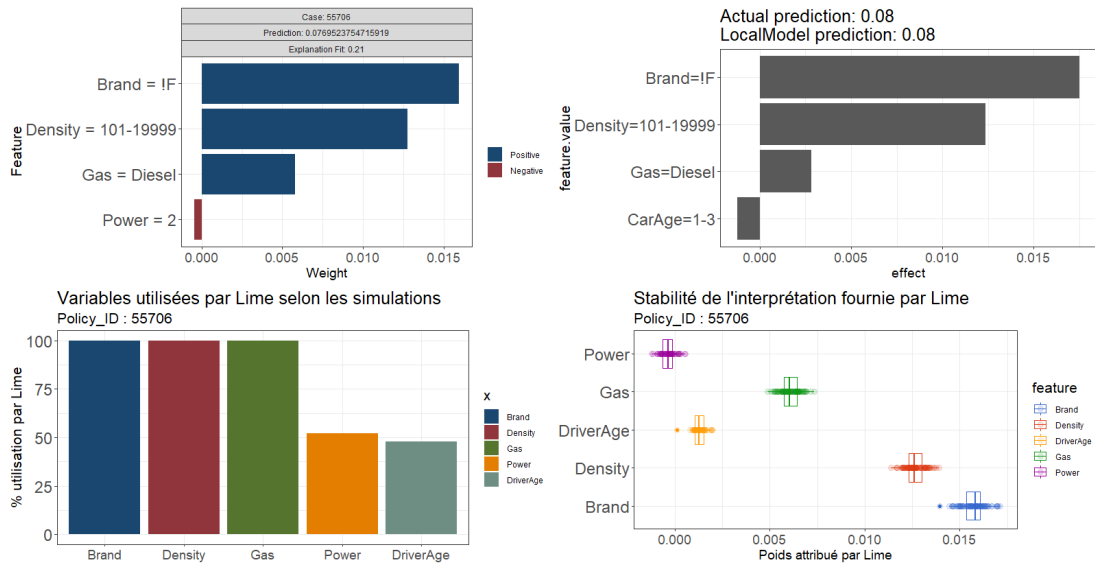 Case: 55706
Prediction: 0.0769523754715919
Explanation Fit: 0.21
Feature
Brand = !F
Density = 101-19999
Gas = Diesel
Power = 2
0.000 0.005 0.010 0.015
Weight
Positive
Negative
Actual prediction: 0.08
LocalModel prediction: 0.08
feature.value
Brand=!F
Density=101-19999
Gas=Diesel
CarAge=1-3
0.000 0.005 0.010 0.015
effect
Variables utilisées par Lime selon les simulations
Policy_ID : 55706
% utilisation par Lime
100
75
50
25
0
Brand Density Gas Power DriverAge
x
Brand
Density
Gas
Power
DriverAge
Stabilité de l'interprétation fournie par Lime
Policy_ID : 55706
Power
Gas
DriverAge
Density
Brand
0.000 0.005 0.010 0.015
Poids attribué par Lime
feature
Brand
Density
DriverAge
Gas
Power